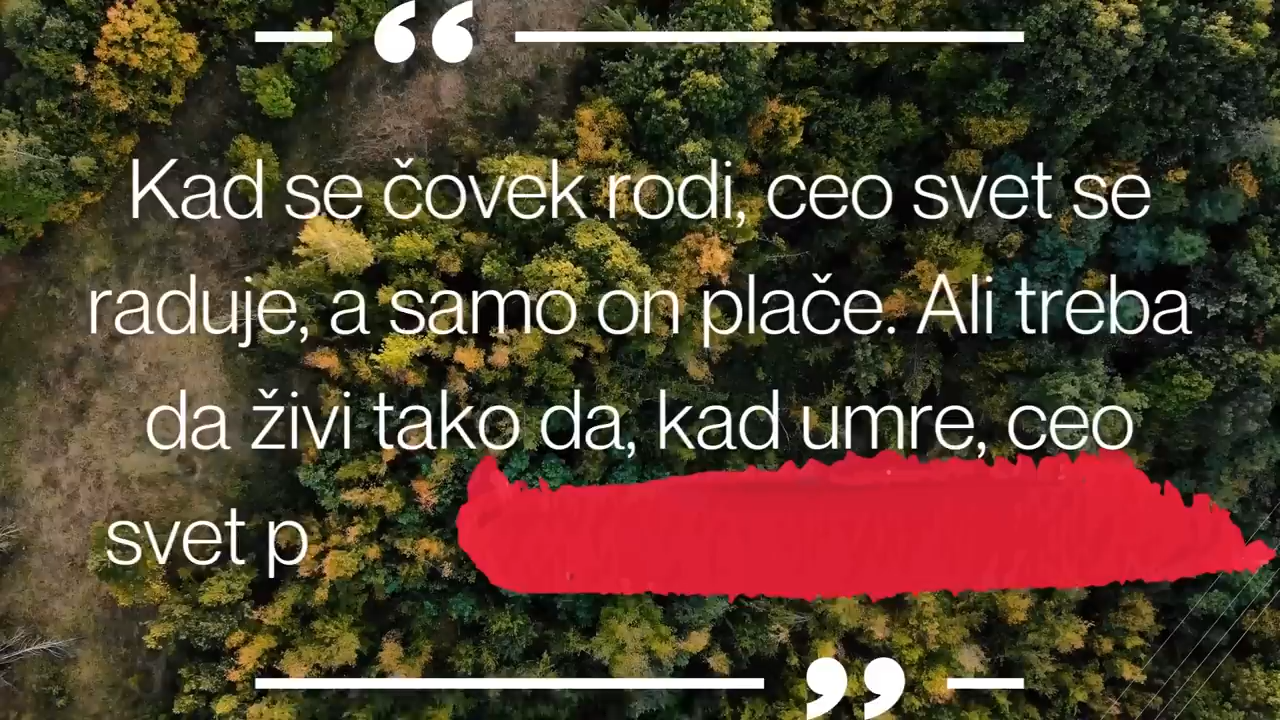 “
Kad se čovek rodi, ceo svet se
raduje, a samo on plače. Ali treba
da živi tako da, kad umre, ceo
svet p
”